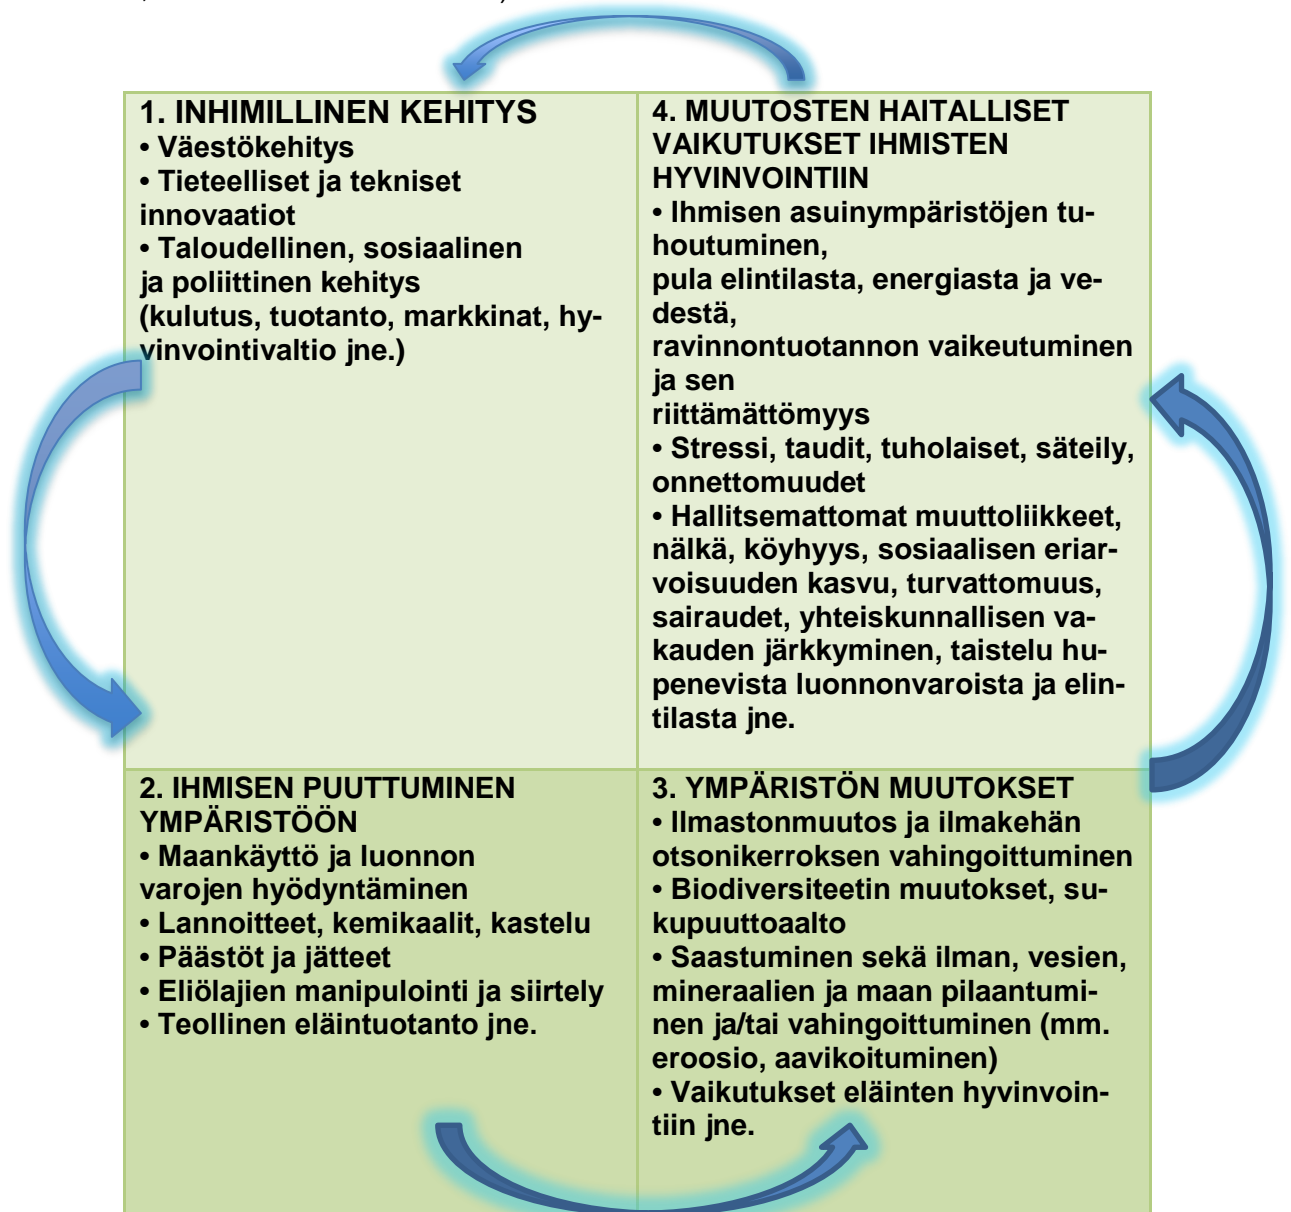 1. INHIMILLINEN KEHITYS
• Väestökehitys
• Tieteelliset ja tekniset
innovaatiot
• Taloudellinen, sosiaalinen
ja poliittinen kehitys
(kulutus, tuotanto, markkinat, hy-
vinvointivaltio jne.)
4. MUUTOSTEN HAITALLISET
VAIKUTUKSET IHMISTEN
HYVINVOINTIIN
• Ihmisen asuinympäristöjen tu-
houtuminen,
pula elintilasta, energiasta ja ve-
destä,
ravinnontuotannon vaikeutuminen
ja sen
riittämättömyys
• Stressi, taudit, tuholaiset, säteily,
onnettomuudet
• Hallitsemattomat muuttoliikkeet,
nälkä, köyhyys, sosiaalisen eriar-
voisuuden kasvu, turvattomuus,
sairaudet, yhteiskunnallisen va-
kauden järkkyminen, taistelu hu-
penevista luonnonvaroista ja elin-
tilasta jne.
2. IHMISEN PUUTTUMINEN
YMPÄRISTÖÖN
• Maankäyttö ja luonnon
varojen hyödyntäminen
• Lannoitteet, kemikaalit, kastelu
• Päästöt ja jätteet
• Eliölajien manipulointi ja siirtely
• Teollinen eläintuotanto jne.
3. YMPÄRISTÖN MUUTOKSET
• Ilmastonmuutos ja ilmakehän
otsonikerroksen vahingoittuminen
• Biodiversiteetin muutokset, su-
kupuuttoaalto
• Saastuminen sekä ilman, vesien,
mineraalien ja maan pilaantumi-
nen ja/tai vahingoittuminen (mm.
eroosio, aavikoituminen)
• Vaikutukset eläinten hyvinvoin-
tiin jne.